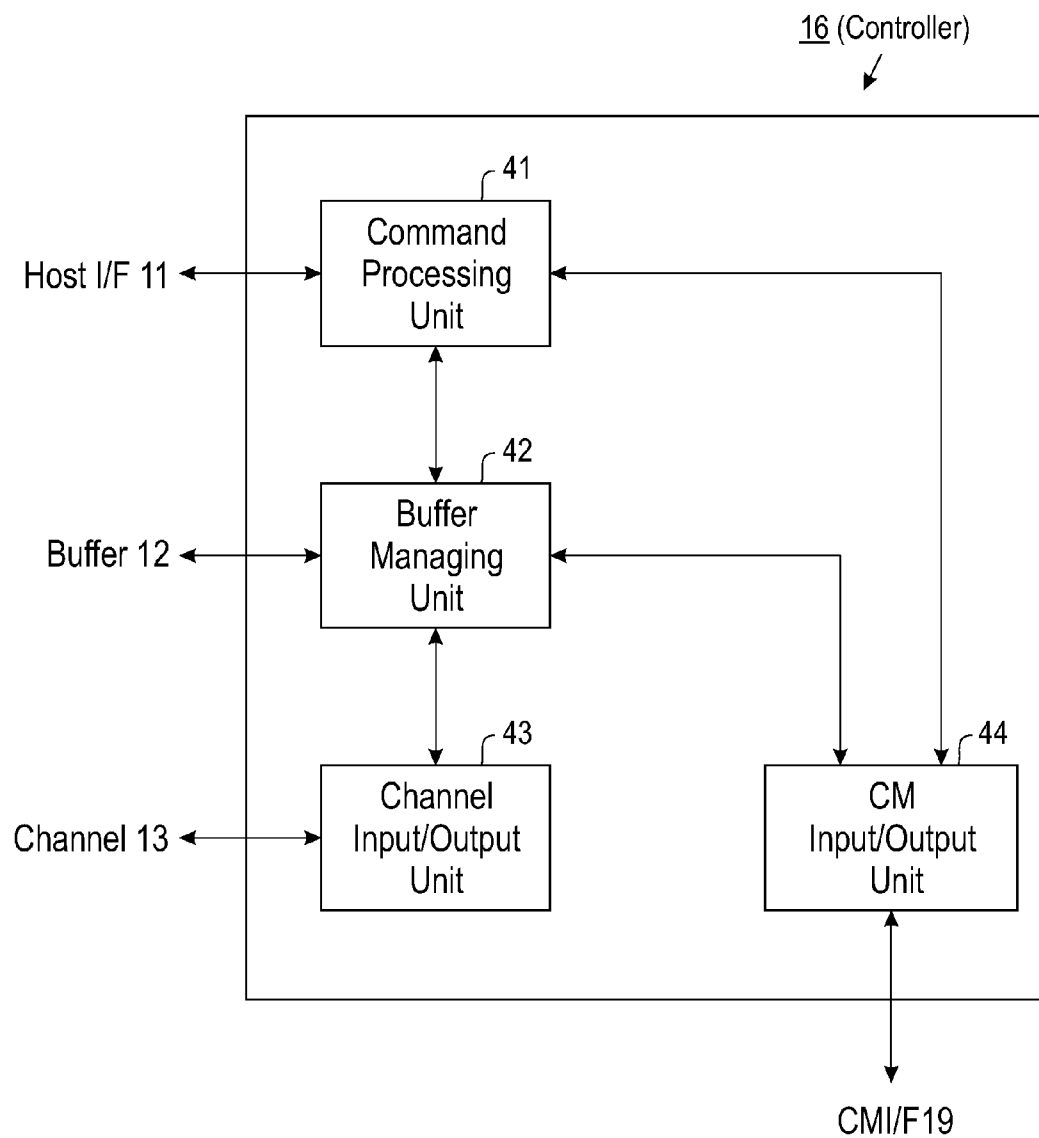 16 (Controller)
41
Command
Processing
Unit
Host I/F 11
42
Buffer
Managing
Unit
Buffer 12
43
Channel
Input/Output
Unit
Channel 13
44
CM
Input/Output
Unit
CMI/F19